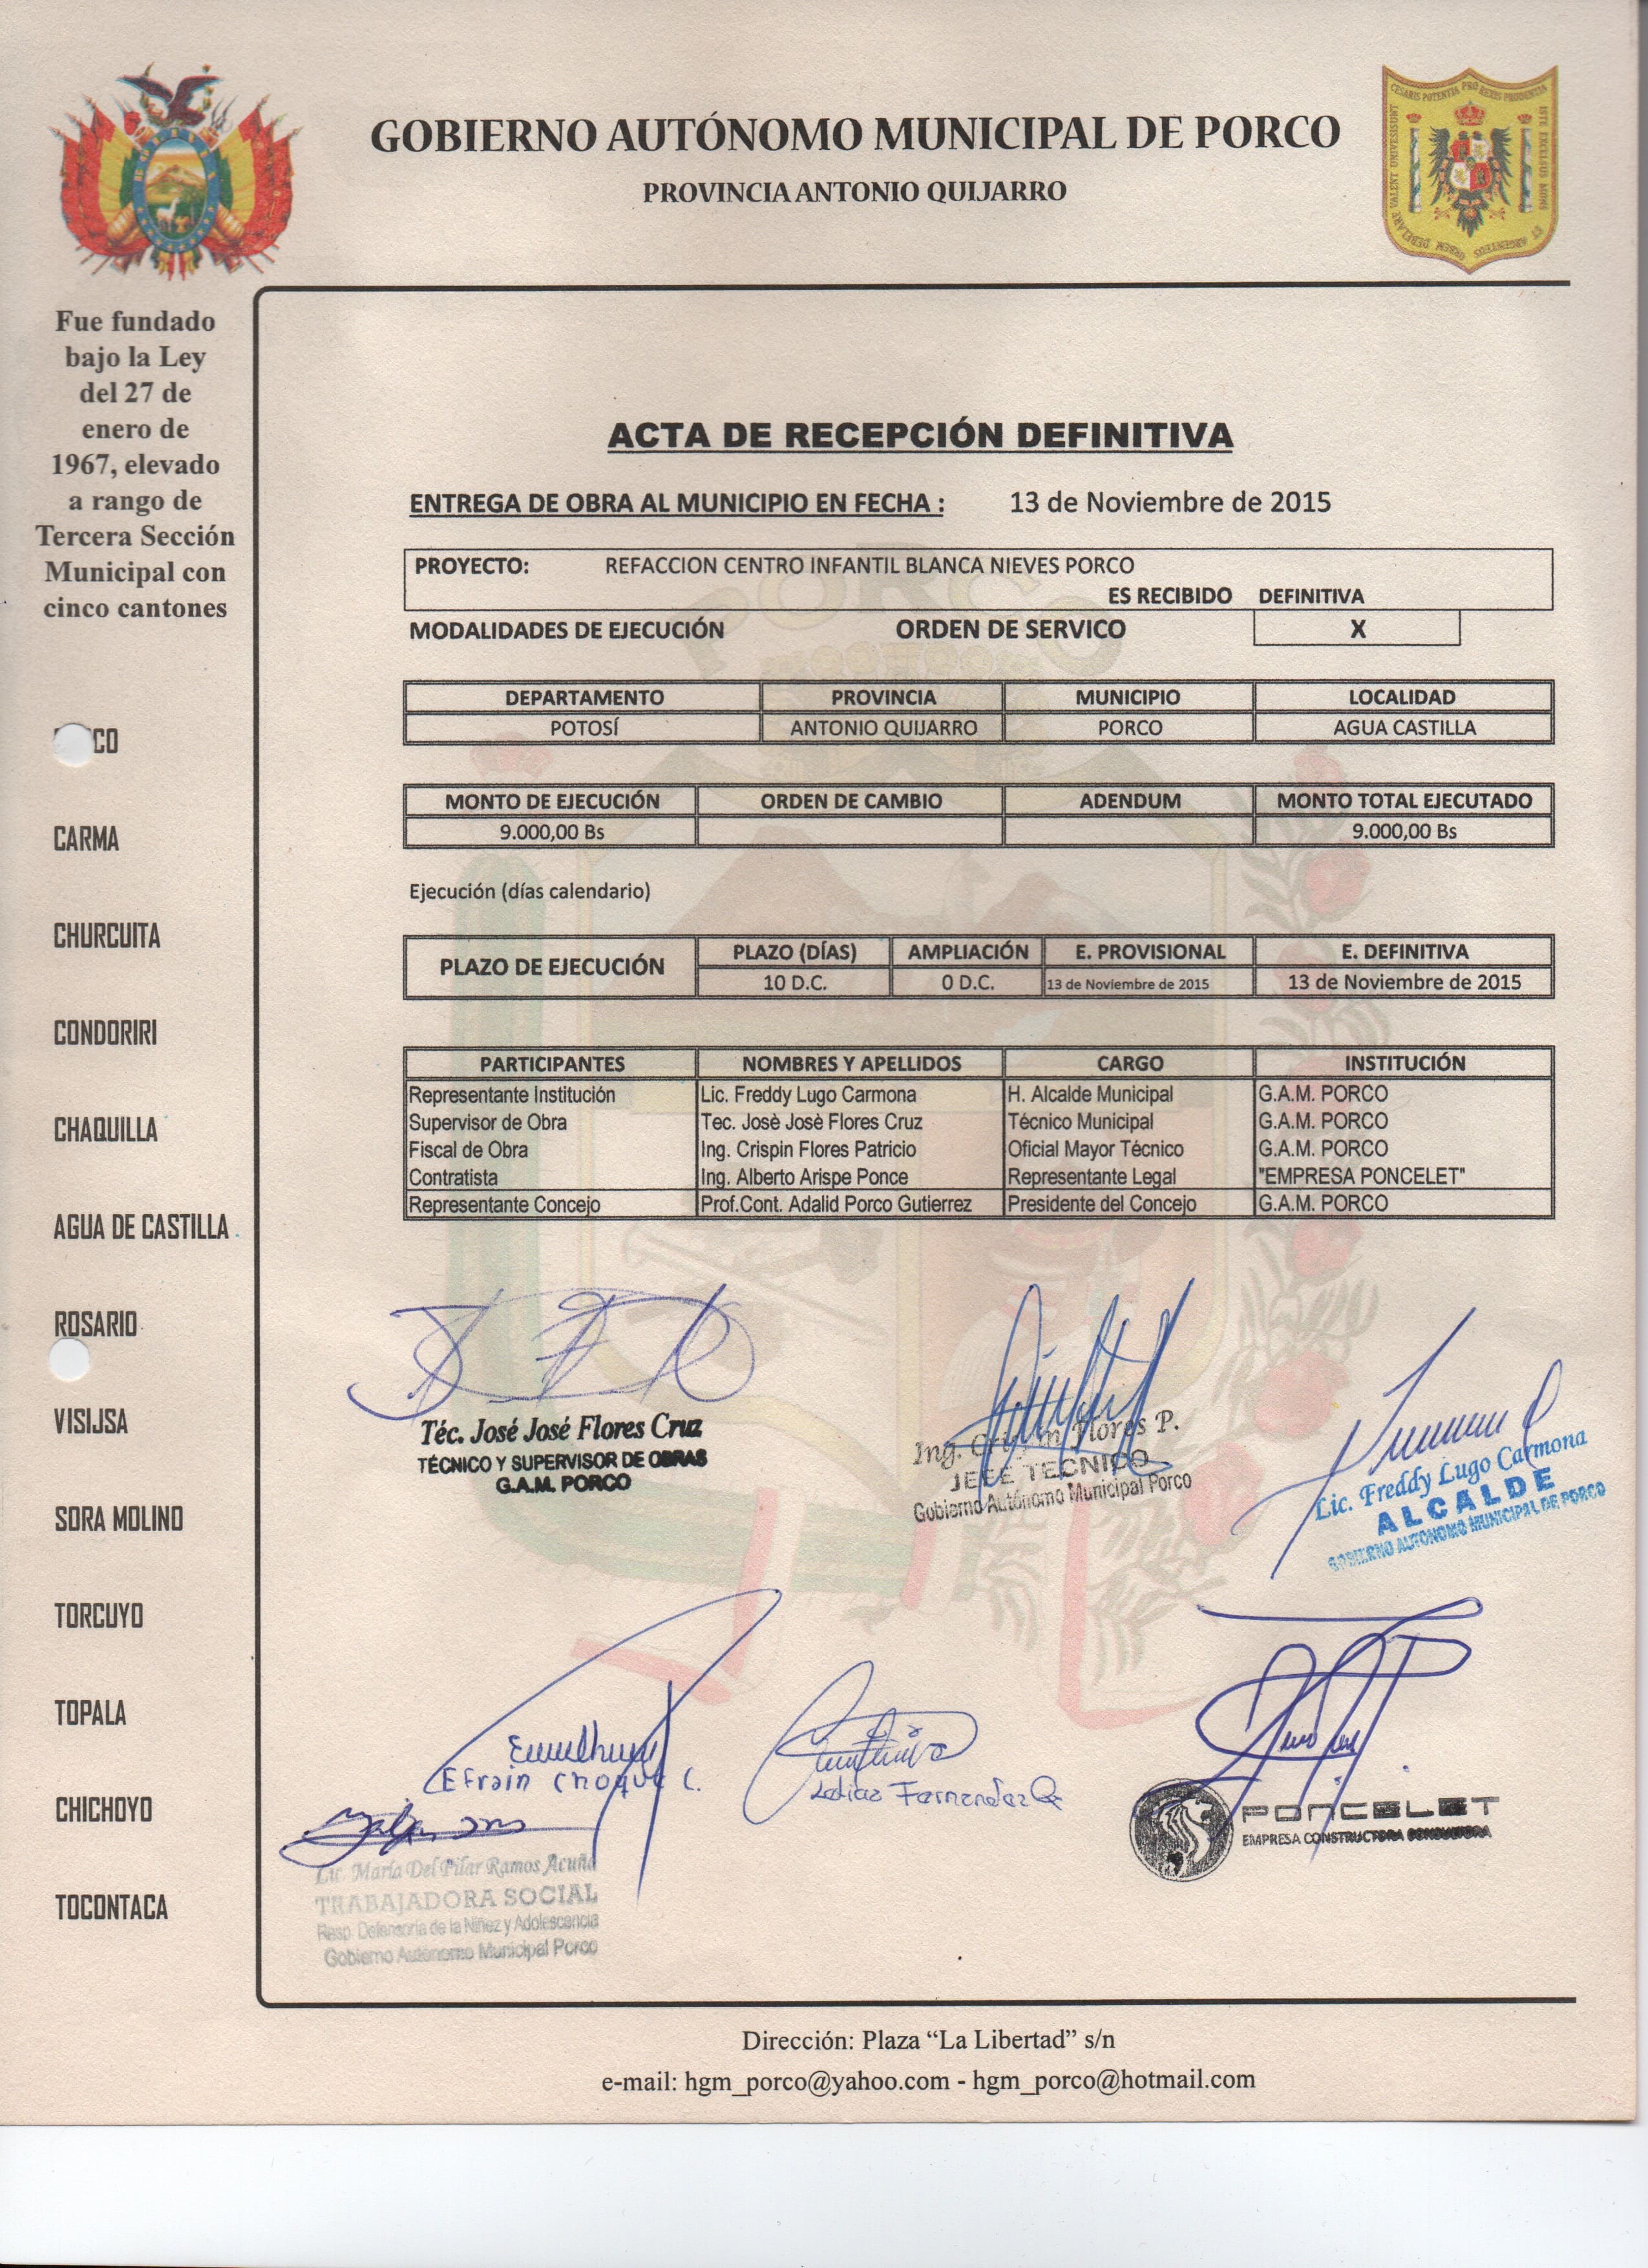 GOBIERNO AUTÓNOMO MUNICIPAL DE PORCO
PROVINCIA ANTONIO QUIJARRO
CESARIS POTENTIA PRO REXIS PRUDENTIA
ISTE EXCELSUS MONS
ET ARGENTEUS
ORBEM DEBELARE VALENT UNIVERSISUNT
Fue fundado
bajo la Ley
del 27 de
enero de
1967, elevado
a rango de
Tercera Sección
Municipal con
cinco cantones
CO
CARMA
CHURCUITA
CONDORIRI
CHAQUILLA
AGUA DE CASTILLA
ROSARIO
VISIJSA
SORA MOLINO
TORCUYO
TOPALA
CHICHOYO
TOCONTACA
PORCO
ACTA DE RECEPCIÓN DEFINITIVA
ENTREGA DE OBRA AL MUNICIPIO EN FECHA : 13 de Noviembre de 2015
PROYECTO: REFACCION CENTRO INFANTIL BLANCA NIEVES PORCO
ES RECIBIDO DEFINITIVA
MODALIDADES DE EJECUCIÓN ORDEN DE SERVICO X
DEPARTAMENTO PROVINCIA MUNICIPIO LOCALIDAD
POTOSÍ ANTONIO QUIJARRO PORCO AGUA CASTILLA
MONTO DE EJECUCIÓN ORDEN DE CAMBIO ADENDUM MONTO TOTAL EJECUTADO
9.000,00 Bs 9.000,00 Bs
Ejecución (días calendario)
PLAZO DE EJECUCIÓN PLAZO (DÍAS) AMPLIACIÓN E. PROVISIONAL E. DEFINITIVA
10 D.C. 0 D.C. 13 de Noviembre de 2015 13 de Noviembre de 2015
PARTICIPANTES NOMBRES Y APELLIDOS CARGO INSTITUCIÓN
Representante Institución Lic. Freddy Lugo Carmona H. Alcalde Municipal G.A.M. PORCO
Supervisor de Obra Tec. Josè Josè Flores Cruz Técnico Municipal G.A.M. PORCO
Fiscal de Obra Ing. Crispin Flores Patricio Oficial Mayor Técnico G.A.M. PORCO
Contratista Ing. Alberto Arispe Ponce Representante Legal "EMPRESA PONCELET"
Representante Concejo Prof.Cont. Adalid Porco Gutierrez Presidente del Concejo G.A.M. PORCO
Téc. José José Flores Cruz
TÉCNICO Y SUPERVISOR DE OBRAS
G.A.M. PORCO
Ing. Crispin Flores P.
JEFE TECNICO
Gobierno Autónomo Municipal Porco
Lic. Freddy Lugo Carmona
ALCALDE
GOBIERNO AUTONOMO MUNICIPAL DE PORCO
Efrain Choque C.
Fernandez
PONCELET
EMPRESA CONSTRUCTORA CONSULTORA
Lic. María Del Pilar Ramos Acuña
TRABAJADORA SOCIAL
Resp. Defensoría de la Niñez y Adolescencia
Gobierno Autónomo Municipal Porco
Dirección: Plaza “La Libertad” s/n
e-mail: hgm_porco@yahoo.com - hgm_porco@hotmail.com